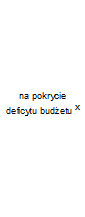 na pokrycie
deficytu budżetu x